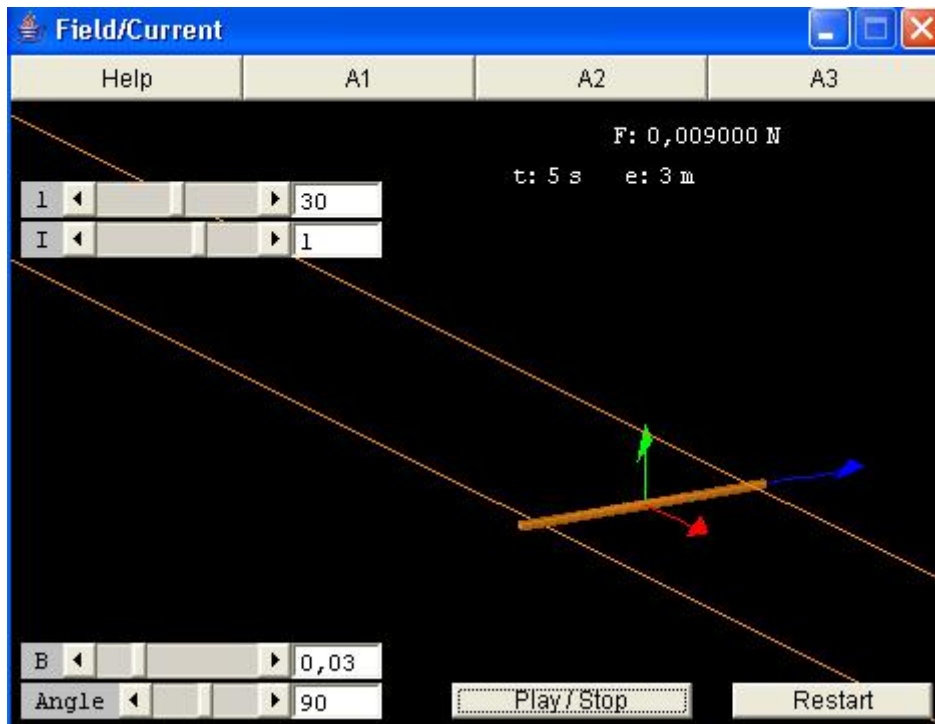 Field/Current
Help A1 A2 A3
F: 0,009000 N
t: 5 s e: 3 m
l 30
I 1
B 0,03
Angle 90
Play / Stop Restart